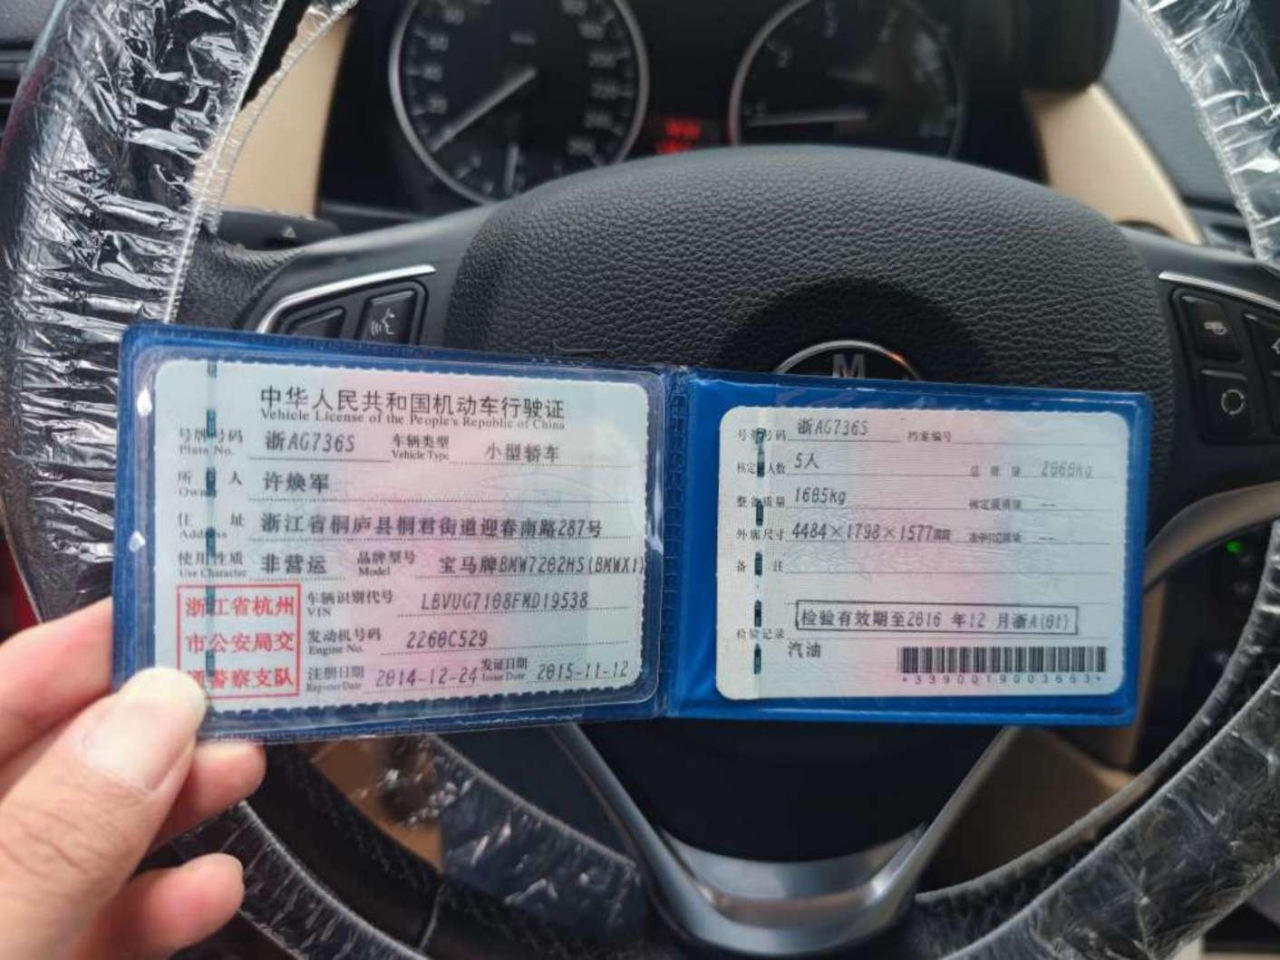 中华人民共和国机动车行驶证
Vehicle License of the People's Republic of China
号牌号码 浙AG736S 车辆类型 小型轿车
Plate No. Vehicle Type
所 人 许焕军
Owner
住 址 浙江省桐庐县桐君街道迎春南路287号
Address
使用性质 非营运 品牌型号 宝马牌BMW7202HS(BMWX1)
Use Character Model
浙江省杭州
市公安局交
警察支队
车辆识别代号 LBVUG7108FMD19538
VIN
发动机号码 2260C529
Engine No.
注册日期 2014-12-24 发证日期 2015-11-12
Register Date Issue Date
号牌号码 浙AG736S 档案编号
核定人数 5人 总质量 2060kg
整备质量 1605kg 核定载质量 --
外廓尺寸 4484×1798×1577mm --
备 注
检验有效期至2016 年12 月浙A(01)
检验记录
汽油
*3390019003663*
M